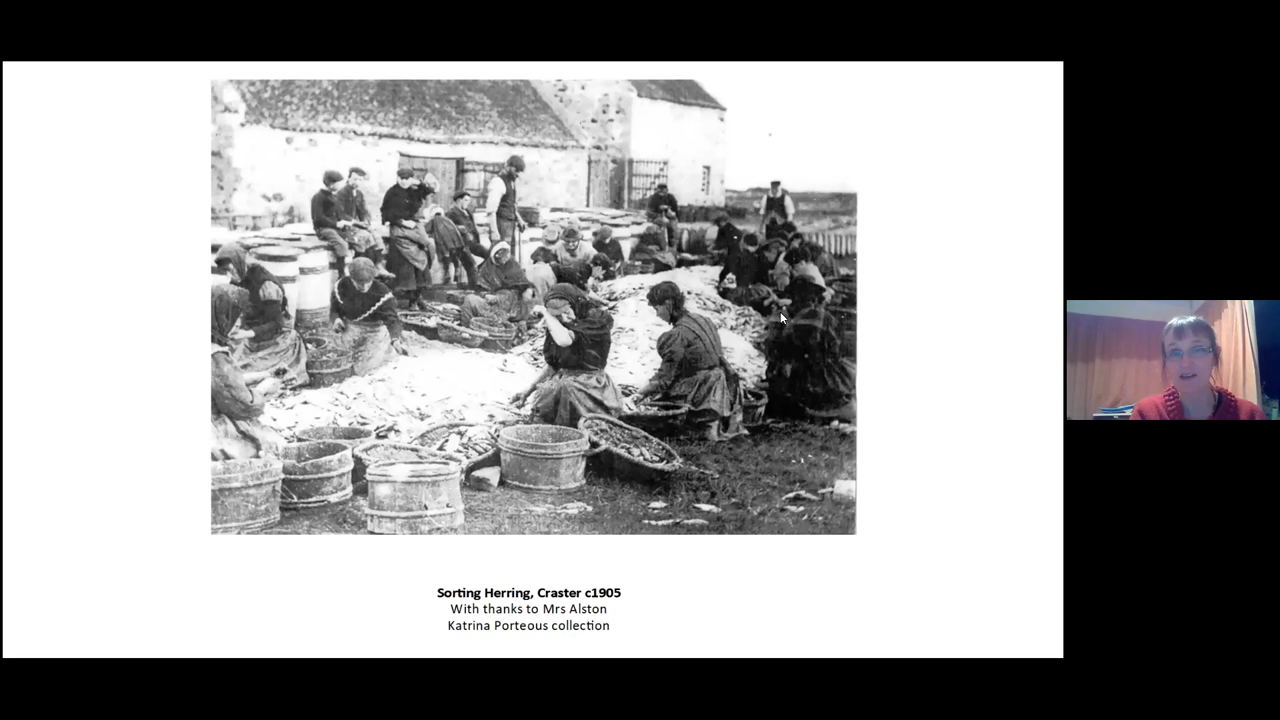 Sorting Herring, Craster c1905
With thanks to Mrs Alston
Katrina Porteous collection